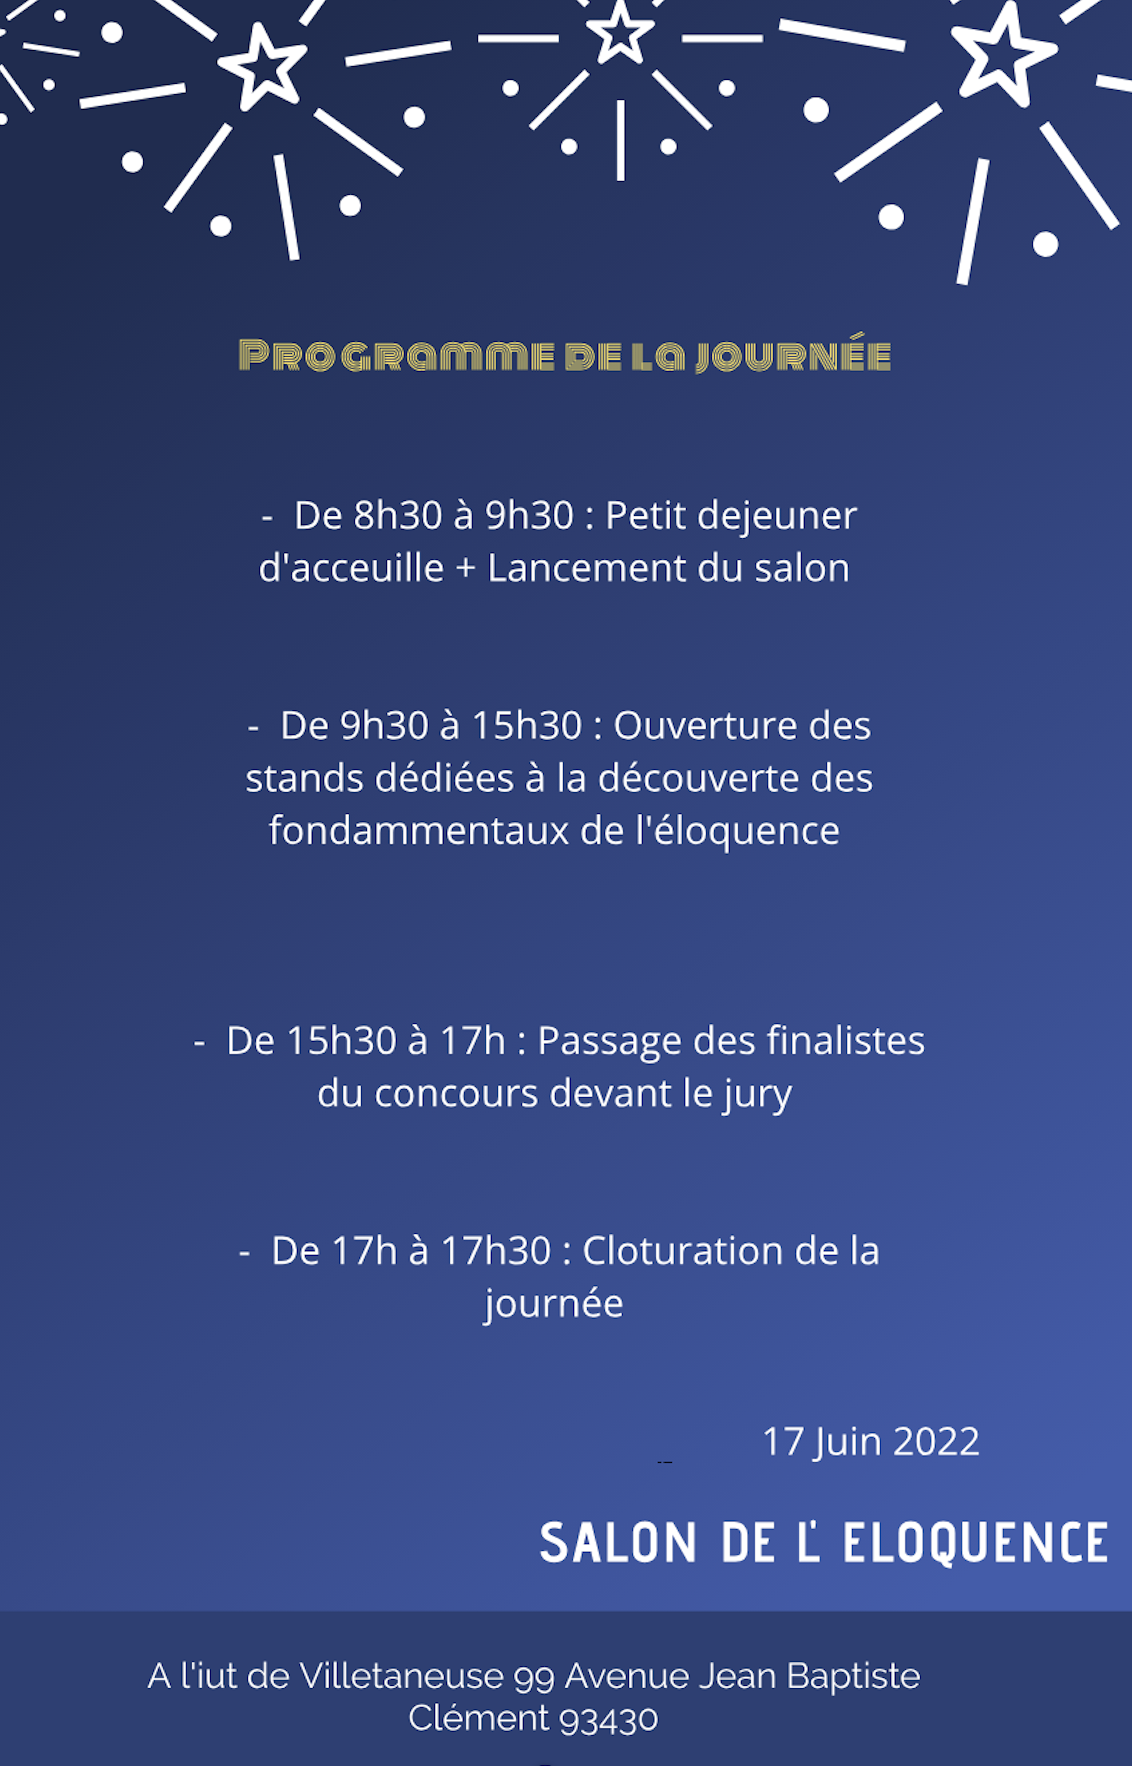 Programme de la journée
- De 8h30 à 9h30 : Petit dejeuner
d'acceuille + Lancement du salon
- De 9h30 à 15h30 : Ouverture des
stands dédiées à la découverte des
fondammentaux de l'éloquence
- De 15h30 à 17h : Passage des finalistes
du concours devant le jury
- De 17h à 17h30 : Cloturation de la
journée
17 Juin 2022
SALON DE L' ELOQUENCE
A l'iut de Villetaneuse 99 Avenue Jean Baptiste
Clément 93430